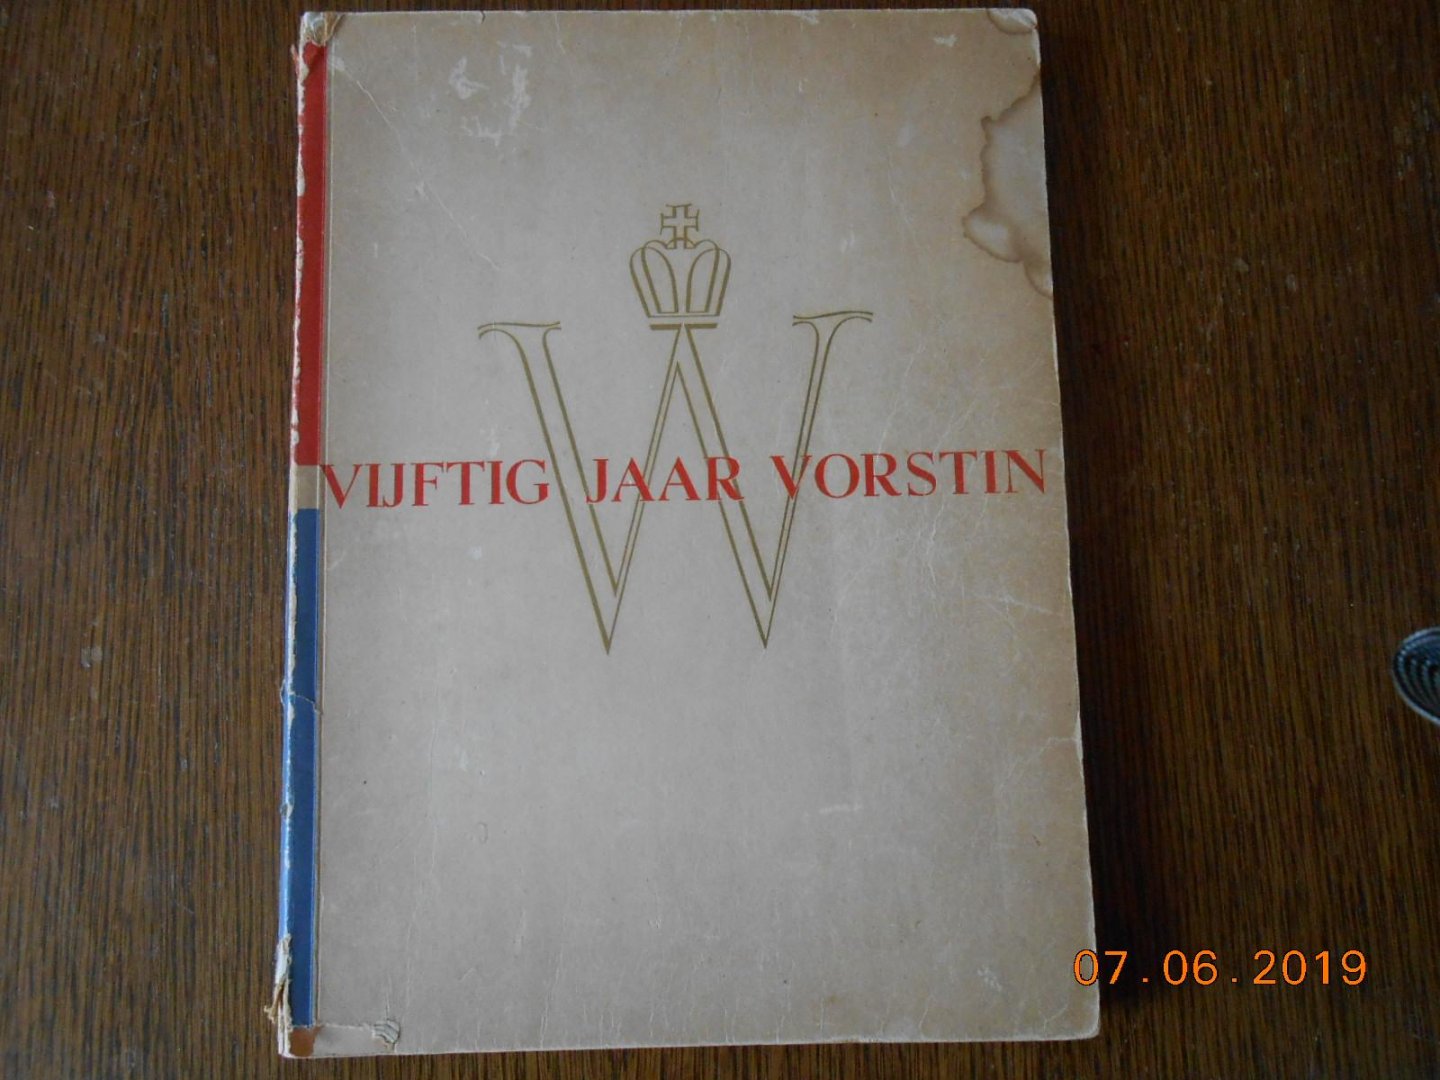 W
VIJFTIG JAAR VORSTIN
07.06.2019